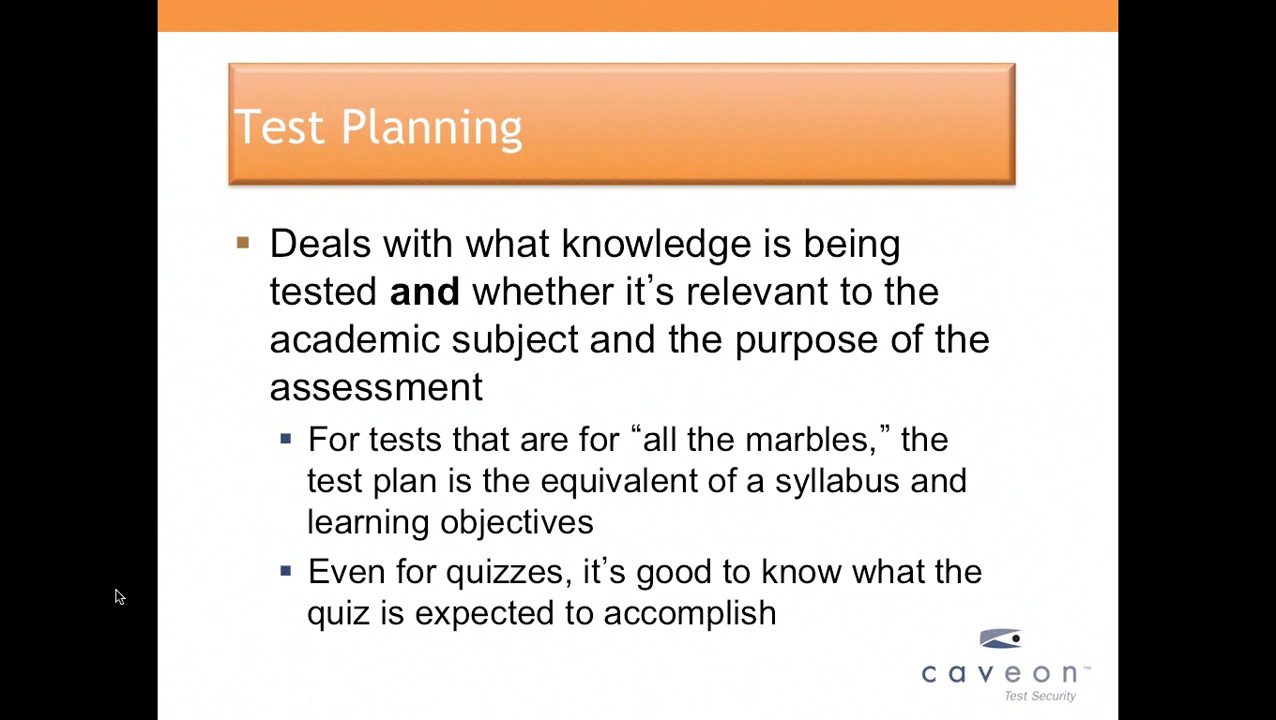 Test Planning
Deals with what knowledge is being
tested and whether it’s relevant to the
academic subject and the purpose of the
assessment
For tests that are for “all the marbles,” the
test plan is the equivalent of a syllabus and
learning objectives
Even for quizzes, it’s good to know what the
quiz is expected to accomplish
caveon™
Test Security